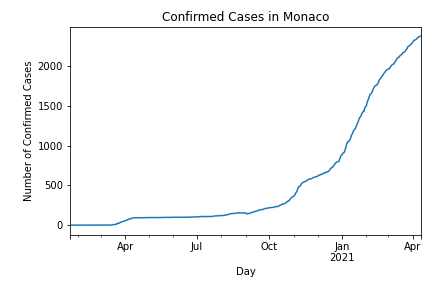 Confirmed Cases in Monaco
Number of Confirmed Cases
2000
1500
1000
500
0
Apr Jul Oct Jan Apr
2021
Day